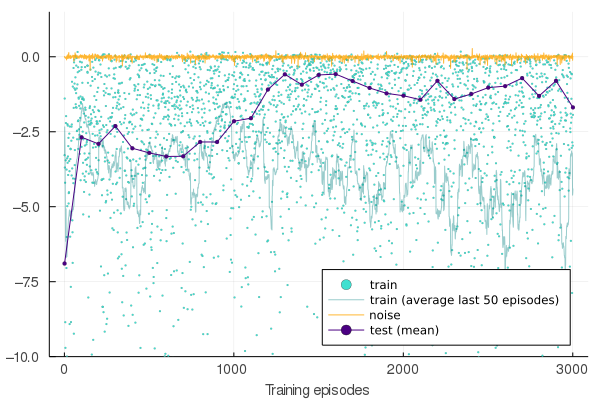 0.0
−2.5
−5.0
−7.5
−10.0
train
train (average last 50 episodes)
noise
test (mean)
0
1000
2000
3000
Training episodes